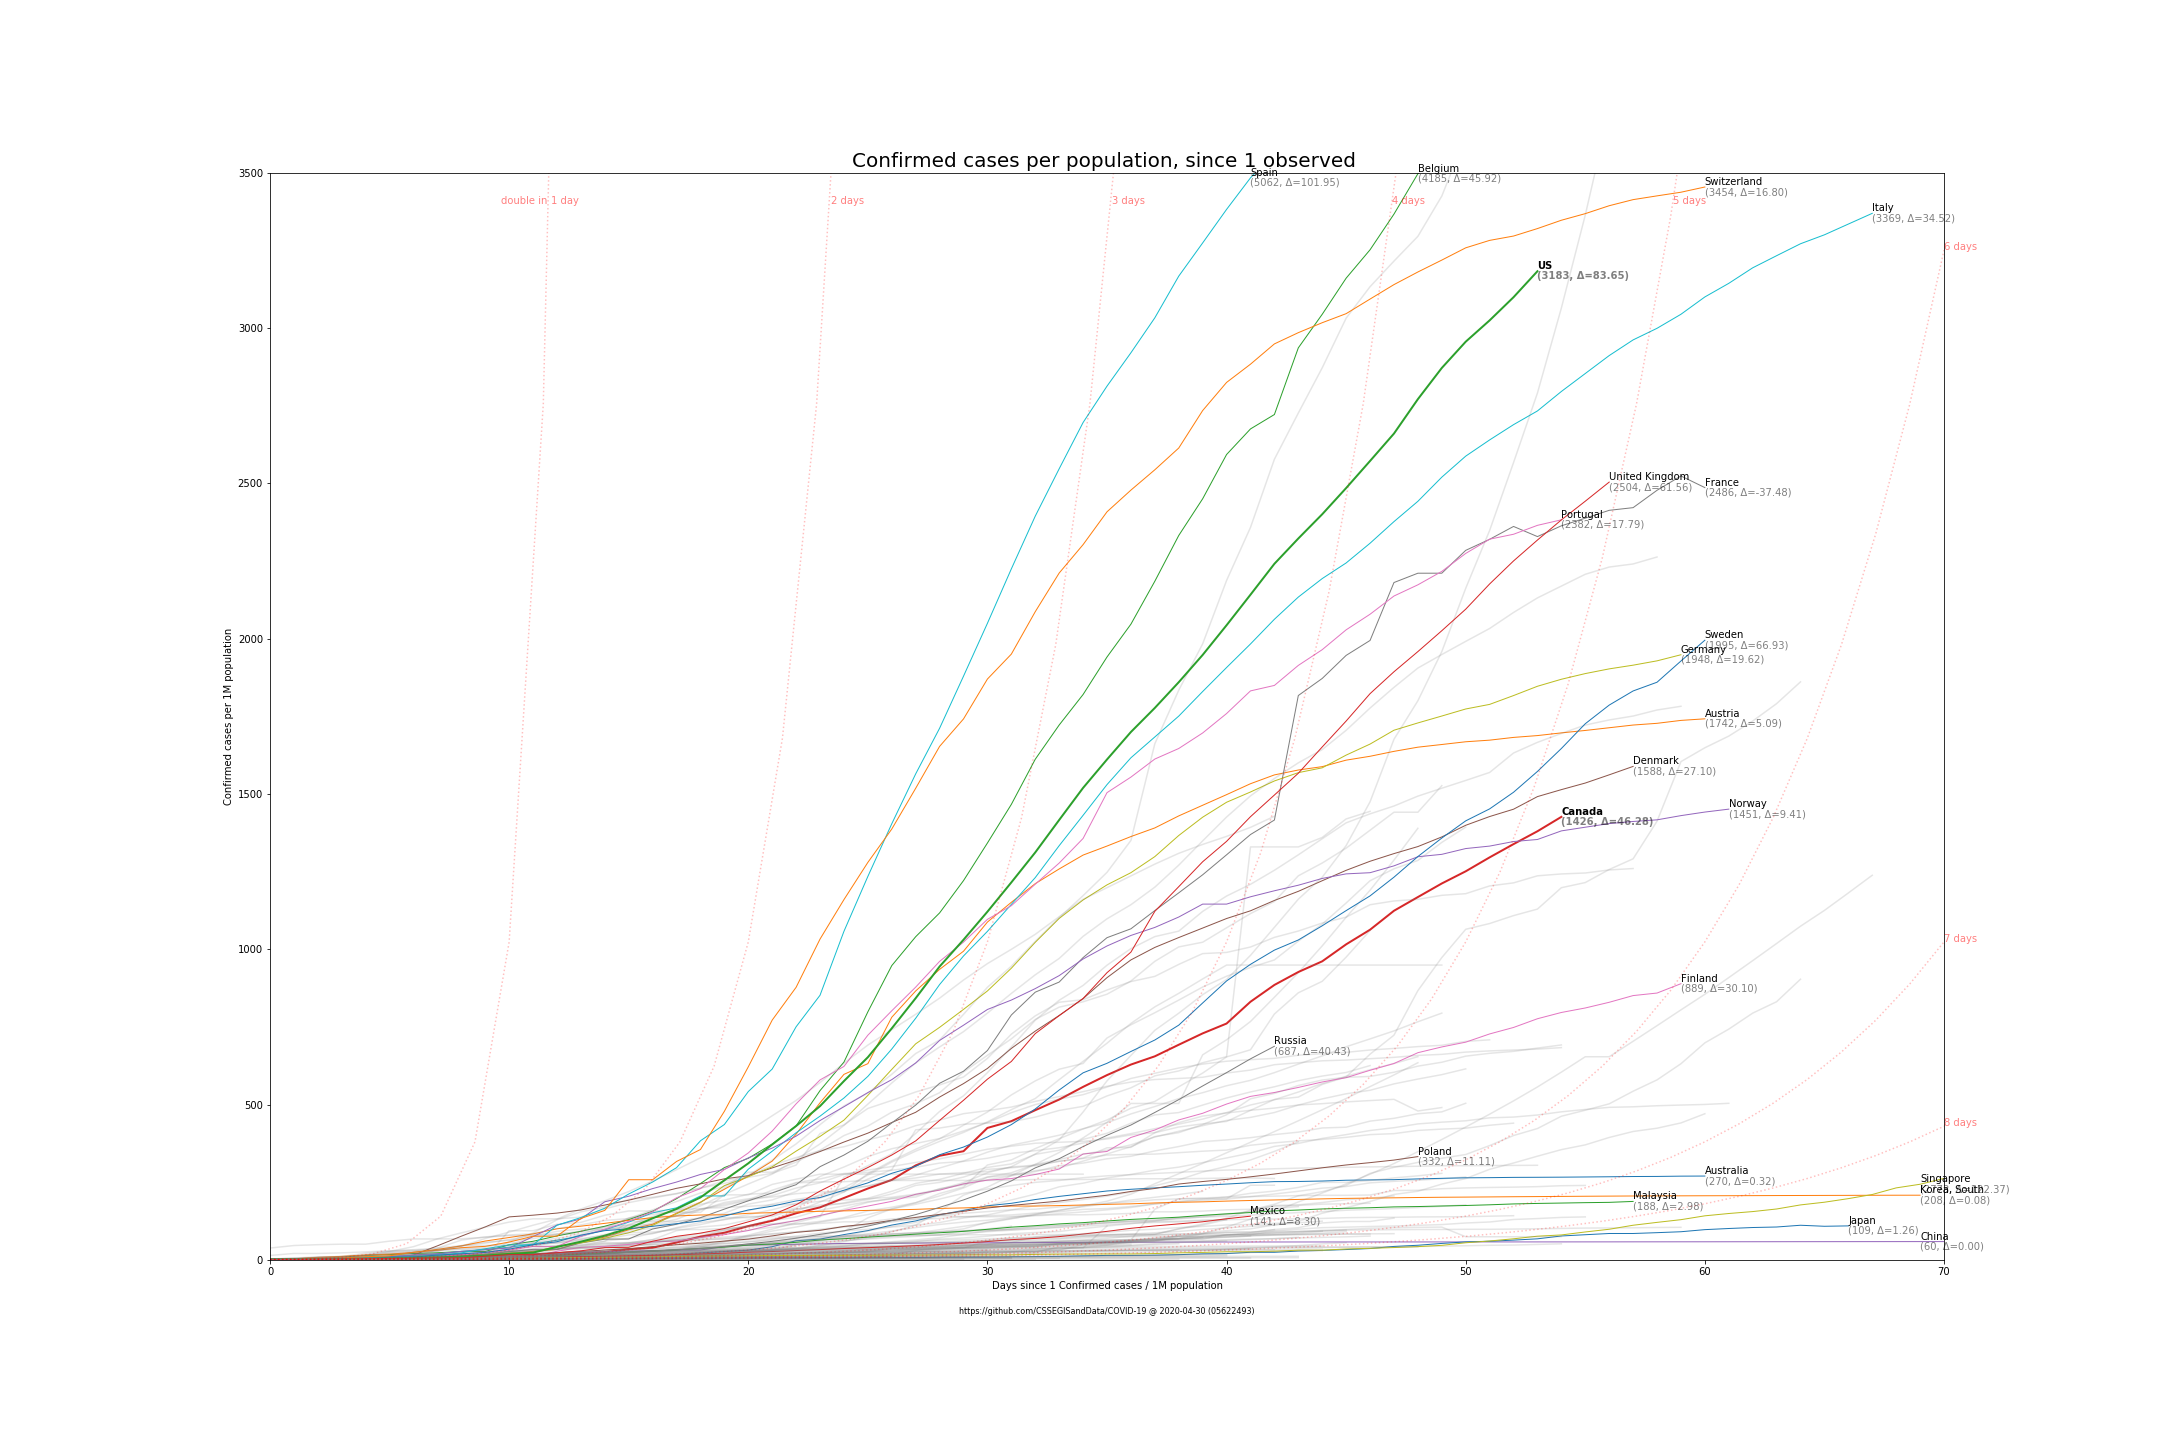 Confirmed cases per population, since 1 observed
3500
3000
2500
2000
1500
1000
500
0
Confirmed cases per 1M population
double in 1 day
2 days
3 days
4 days
5 days
6 days
7 days
8 days
Spain
(5062, Δ=101.95)
Belgium
(4185, Δ=45.92)
Switzerland
(3454, Δ=16.80)
Italy
(3369, Δ=34.52)
US
(3183, Δ=83.65)
United Kingdom
(2504, Δ=61.56)
France
(2486, Δ=-37.48)
Portugal
(2382, Δ=17.79)
Sweden
(1995, Δ=66.93)
Germany
(1948, Δ=19.62)
Austria
(1742, Δ=5.09)
Denmark
(1588, Δ=27.10)
Norway
(1451, Δ=9.41)
Canada
(1426, Δ=46.28)
Finland
(889, Δ=30.10)
Russia
(687, Δ=40.43)
Poland
(332, Δ=11.11)
Australia
(270, Δ=0.32)
Singapore
Korea, South
(208, Δ=0.08)
Malaysia
(188, Δ=2.98)
Mexico
(141, Δ=8.30)
Japan
(109, Δ=1.26)
China
(60, Δ=0.00)
0 10 20 30 40 50 60 70
Days since 1 Confirmed cases / 1M population
https://github.com/CSSEGISandData/COVID-19 @ 2020-04-30 (05622493)